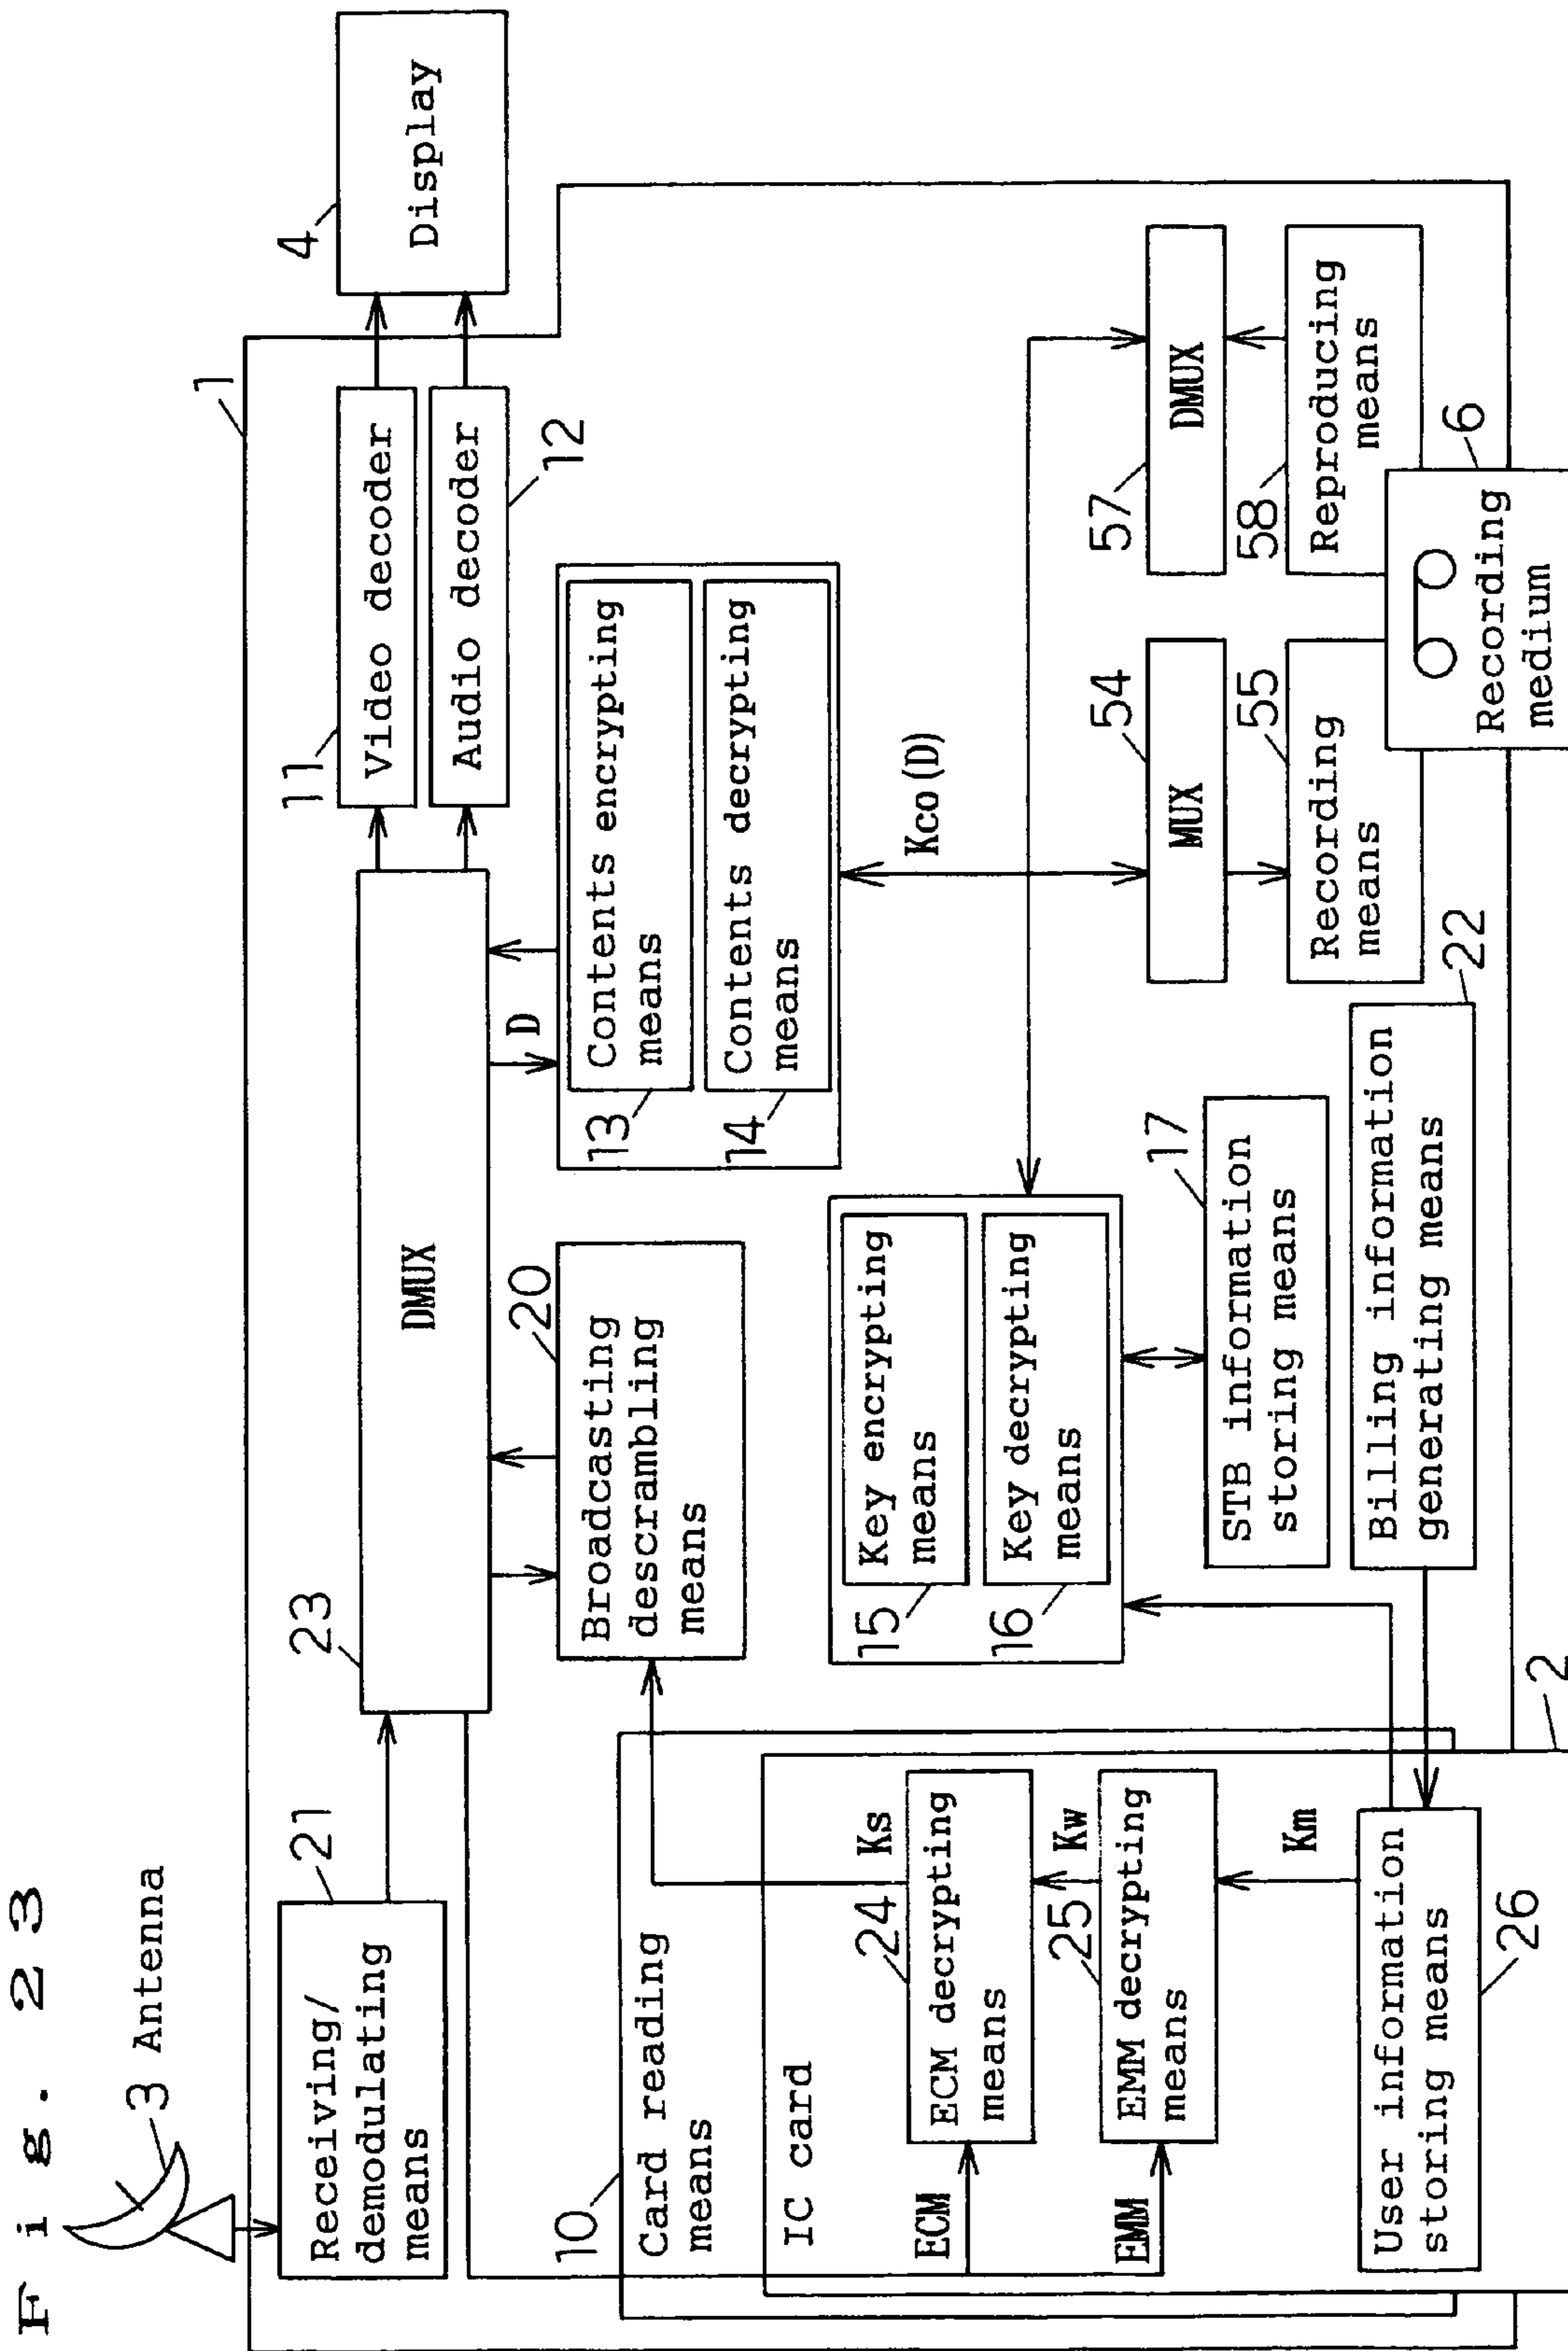 Fig. 23
3 Antenna
1
21
Receiving/
demodulating
means
23
DMUX
11
Video decoder
Audio decoder
12
4
Display
20
Broadcasting
descrambling
means
D
13
Contents encrypting
means
14
Contents decrypting
means
Kco(D)
10
Card reading
means
IC card
2
ECM
EMM
Ks
24
ECM decrypting
means
Kw
25
EMM decrypting
means
Km
User information
storing means
26
15
Key encrypting
means
16
Key decrypting
means
17
STB information
storing means
Billing information
generating means
22
54
MUX
55
Recording
means
57
DMUX
58
Reproducing
means
6
Recording
medium